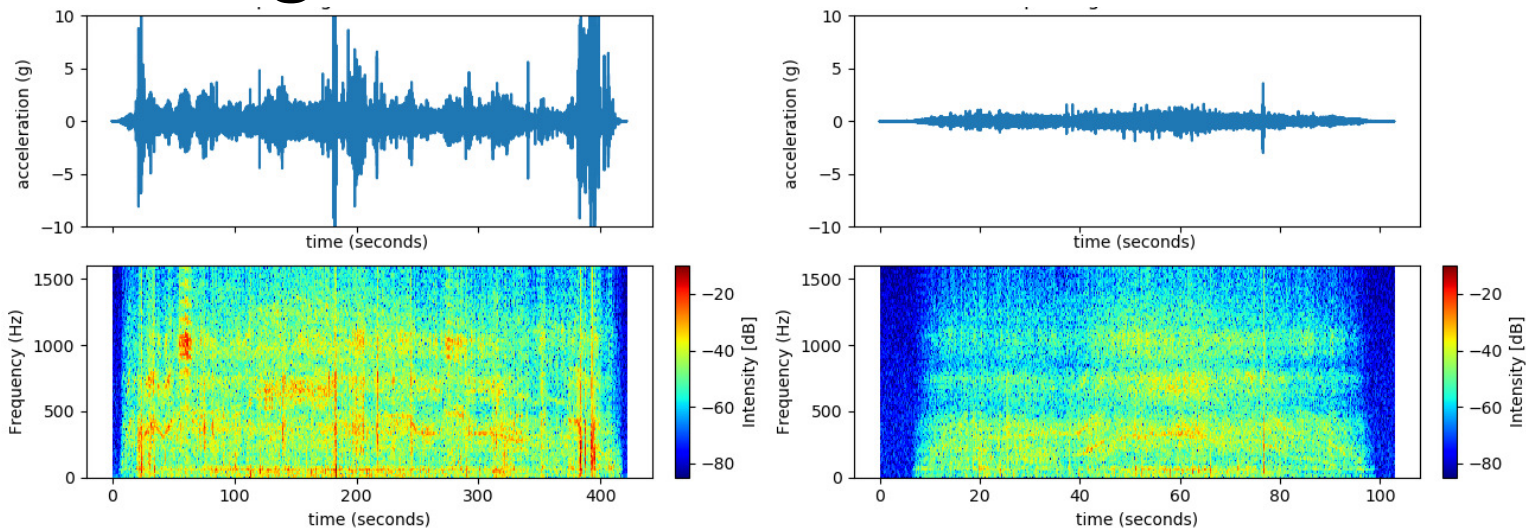 10
5
0
−5
−10
acceleration (g)
time (seconds)
10
5
0
−5
−10
acceleration (g)
time (seconds)
1500
1000
500
0
Frequency (Hz)
0 100 200 300 400
time (seconds)
−20
−40
−60
−80
Intensity [dB]
1500
1000
500
0
Frequency (Hz)
0 20 40 60 80 100
time (seconds)
−20
−40
−60
−80
Intensity [dB]